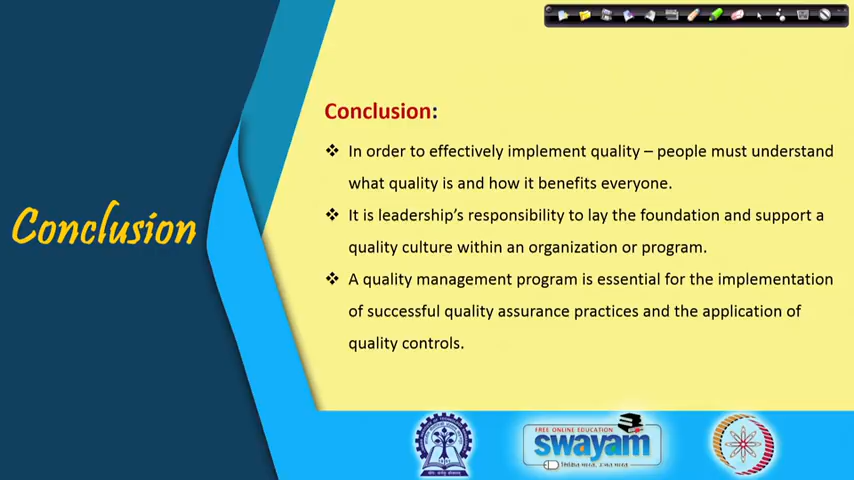 Conclusion
Conclusion:
❖ In order to effectively implement quality – people must understand
what quality is and how it benefits everyone.
❖ It is leadership's responsibility to lay the foundation and support a
quality culture within an organization or program.
❖ A quality management program is essential for the implementation
of successful quality assurance practices and the application of
quality controls.
FREE ONLINE EDUCATION
swayam